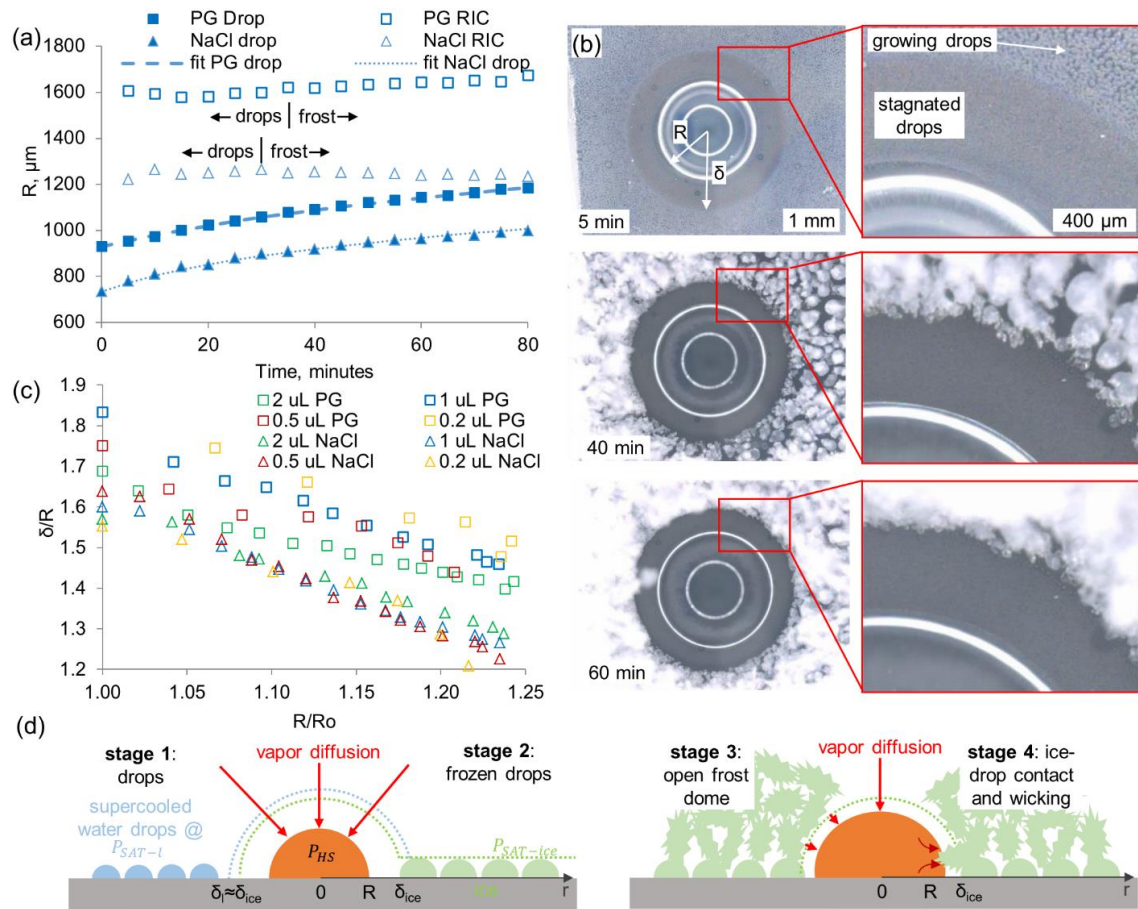 (a)
PG Drop
PG RIC
NaCl drop
NaCl RIC
fit PG drop
fit NaCl drop
1800
1600
1400
1200
1000
800
600
R, µm
drops
frost
drops
frost
0
20
40
60
80
Time, minutes
(b)
R
δ
5 min
1 mm
growing drops
stagnated
drops
400 µm
40 min
60 min
(c)
1.9
1.8
1.7
1.6
1.5
1.4
1.3
1.2
δ/R
2 uL PG
1 uL PG
0.5 uL PG
0.2 uL PG
2 uL NaCl
1 uL NaCl
0.5 uL NaCl
0.2 uL NaCl
1.00
1.05
1.10
1.15
1.20
1.25
R/Ro
(d)
stage 1:
drops
vapor diffusion
stage 2:
frozen drops
supercooled
water drops @
P_SAT−l
P_HS
P_SAT−ice
δl≈δice
0
R
δice
r
stage 3:
open frost
dome
vapor diffusion
stage 4: ice-
drop contact
and wicking
0
R
δice
r